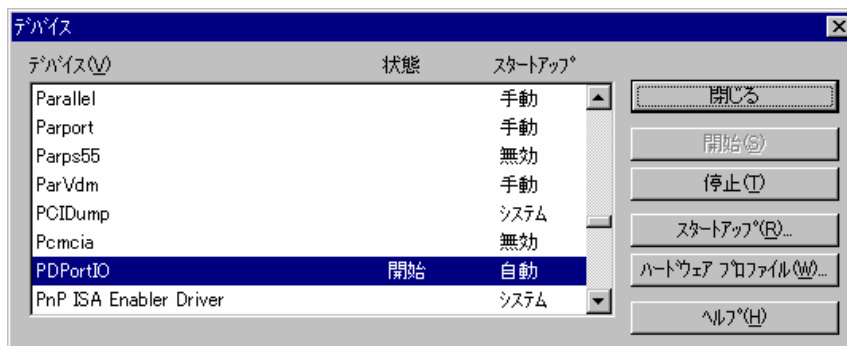 デバイス
デバイス(V) 状態 スタートアップ
Parallel 手動
Parport 手動
Parps55 無効
ParVdm 手動
PCIDump システム
Pcmcia 無効
PDPortIO 開始 自動
PnP ISA Enabler Driver システム
閉じる
開始(S)
停止(T)
スタートアップ(R)...
ハードウェア プロファイル(W)...
ヘルプ(H)